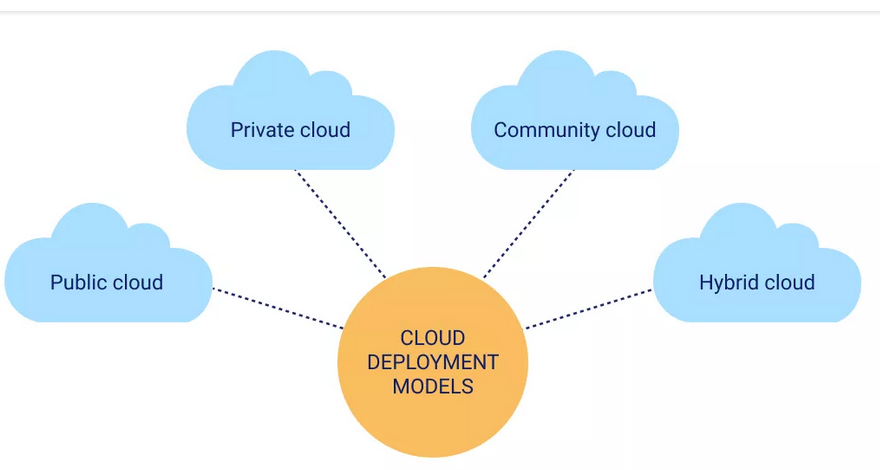 Private cloud
Community cloud
Public cloud
Hybrid cloud
CLOUD
DEPLOYMENT
MODELS